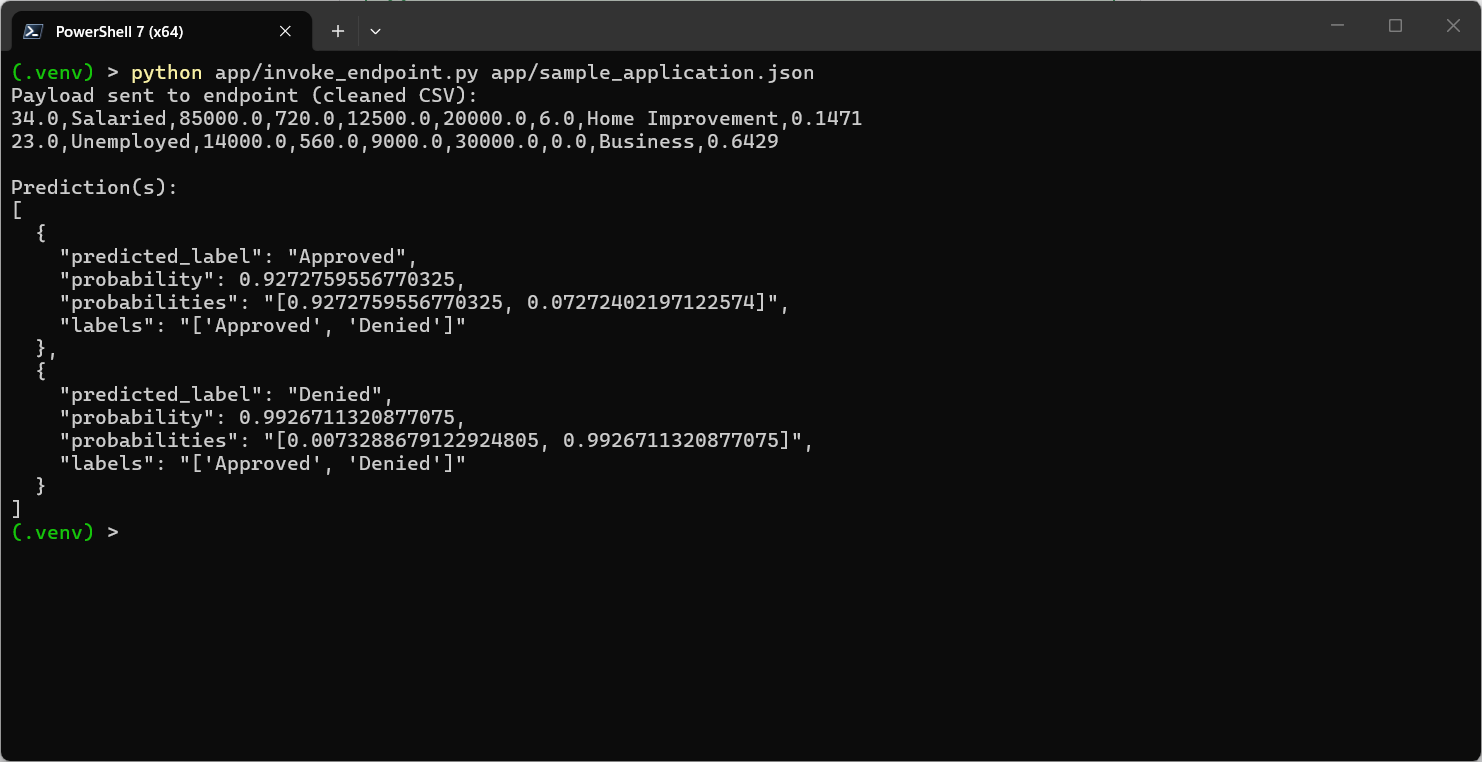 PowerShell 7 (x64)
(.venv) > python app/invoke_endpoint.py app/sample_application.json
Payload sent to endpoint (cleaned CSV):
34.0,Salaried,85000.0,720.0,12500.0,20000.0,6.0,Home Improvement,0.1471
23.0,Unemployed,14000.0,560.0,9000.0,30000.0,0.0,Business,0.6429

Prediction(s):
[
  {
    "predicted_label": "Approved",
    "probability": 0.9272759556770325,
    "probabilities": "[0.9272759556770325, 0.07272402197122574]",
    "labels": "['Approved', 'Denied']"
  },
  {
    "predicted_label": "Denied",
    "probability": 0.9926711320877075,
    "probabilities": "[0.0073288679122924805, 0.9926711320877075]",
    "labels": "['Approved', 'Denied']"
  }
]
(.venv) >